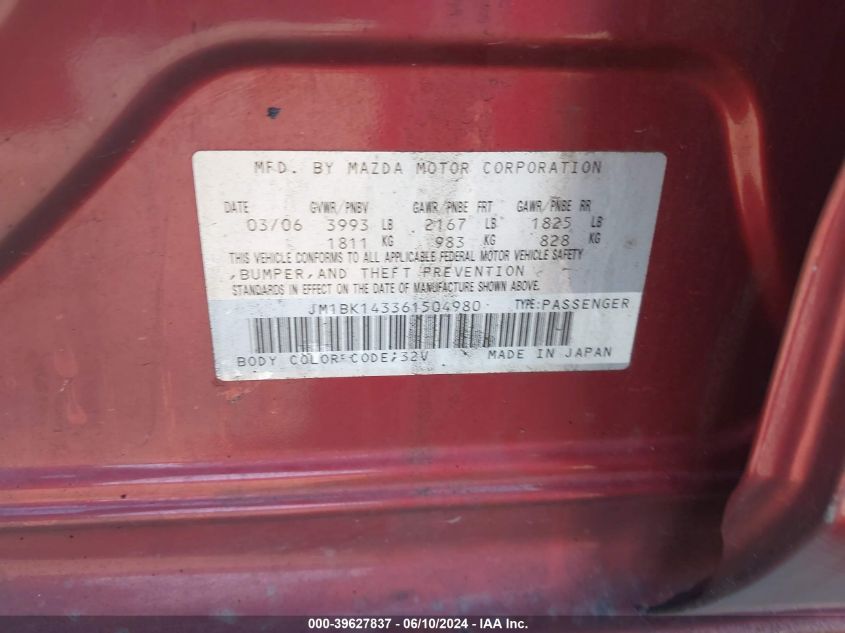 MFD. BY MAZDA MOTOR CORPORATION
DATE GVWR/PNBV GAWR/PNBE FRT GAWR/PNBE RR
03/06 3993 LB 2167 LB 1825 LB
1811 KG 983 KG 828 KG
THIS VEHICLE CONFORMS TO ALL APPLICABLE FEDERAL MOTOR VEHICLE SAFETY
,BUMPER,AND THEFT PREVENTION
STANDARDS IN EFFECT ON THE DATE OF MANUFACTURE SHOWN ABOVE.
JM1BK143361504980 TYPE:PASSENGER
BODY COLOR CODE:32V MADE IN JAPAN
000-39627837 - 06/10/2024 - IAA Inc.